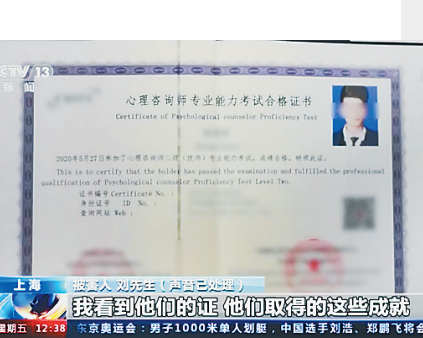 CCTV 13
新闻
心理咨询师专业能力考试合格证书
Certificate of Psychological counselor Proficiency Test
2020年5月27日参加了心理咨询师二级（技师）专业能力考试，成绩合格，特颁此证。
This is to certify that the holder has passed the examination and fulfilled the professional
qualification of Psychological counselor Proficiency Test Level Two.
证书编号 Certificate No. :
身份证号 ID No. :
查询网站 Web :
上海
被害人 刘先生（声音已处理）
我看到他们的证 他们取得的这些成就
星期五 12:38 东京奥运会：男子1000米单人划艇，中国选手刘浩、郑鹏飞将会